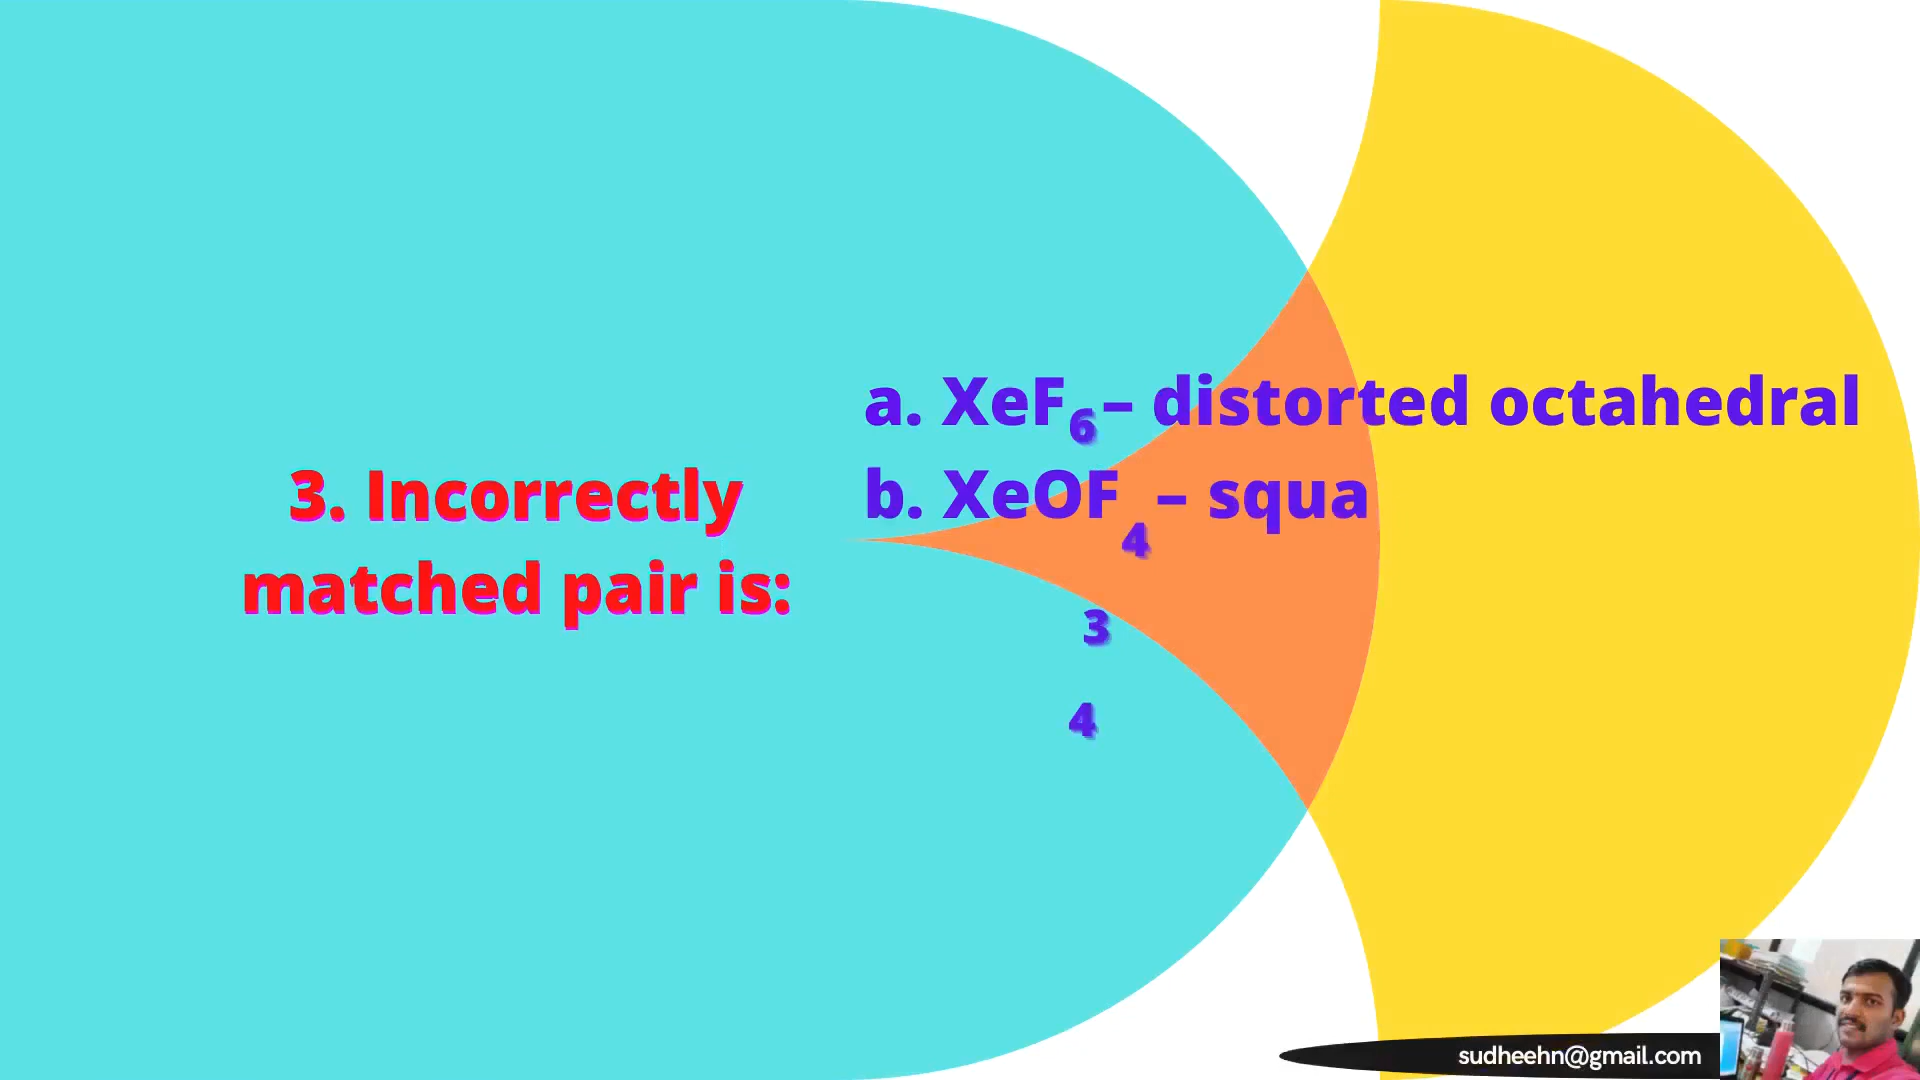 3. Incorrectly
matched pair is:
a. XeF₆ – distorted octahedral
b. XeOF₄ – squa
3
4
sudheehn@gmail.com